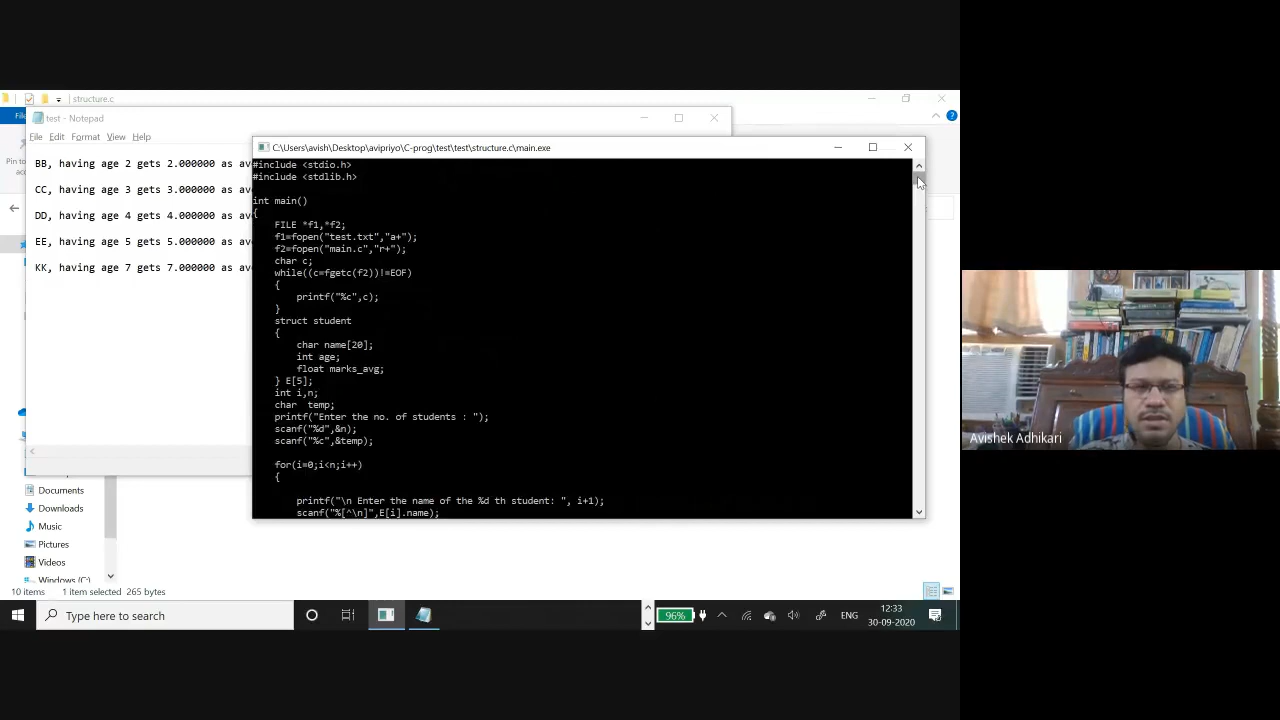 structure.c
File
test - Notepad
File Edit Format View Help
BB, having age 2 gets 2.000000 as
CC, having age 3 gets 3.000000 as
DD, having age 4 gets 4.000000 as
EE, having age 5 gets 5.000000 as
KK, having age 7 gets 7.000000 as
Pin to
C:\Users\avish\Desktop\avipriyo\C-prog\test\test\structure.c\main.exe
#include <stdio.h>
#include <stdlib.h>
int main()
{
FILE *f1,*f2;
f1=fopen("test.txt","a+");
f2=fopen("main.c","r+");
char c;
while((c=fgetc(f2))!=EOF)
{
printf("%c",c);
}
struct student
{
char name[20];
int age;
float marks_avg;
} E[5];
int i,n;
char  temp;
printf("Enter the no. of students : ");
scanf("%d",&n);
scanf("%c",&temp);
for(i=0;i<n;i++)
{
printf("\n Enter the name of the %d th student: ", i+1);
scanf("%[^\n]",E[i].name);
Avishek Adhikari
Documents
Downloads
Music
Pictures
Videos
Windows (C:)
10 items 1 item selected 265 bytes
Type here to search
96%
ENG
12:33
30-09-2020